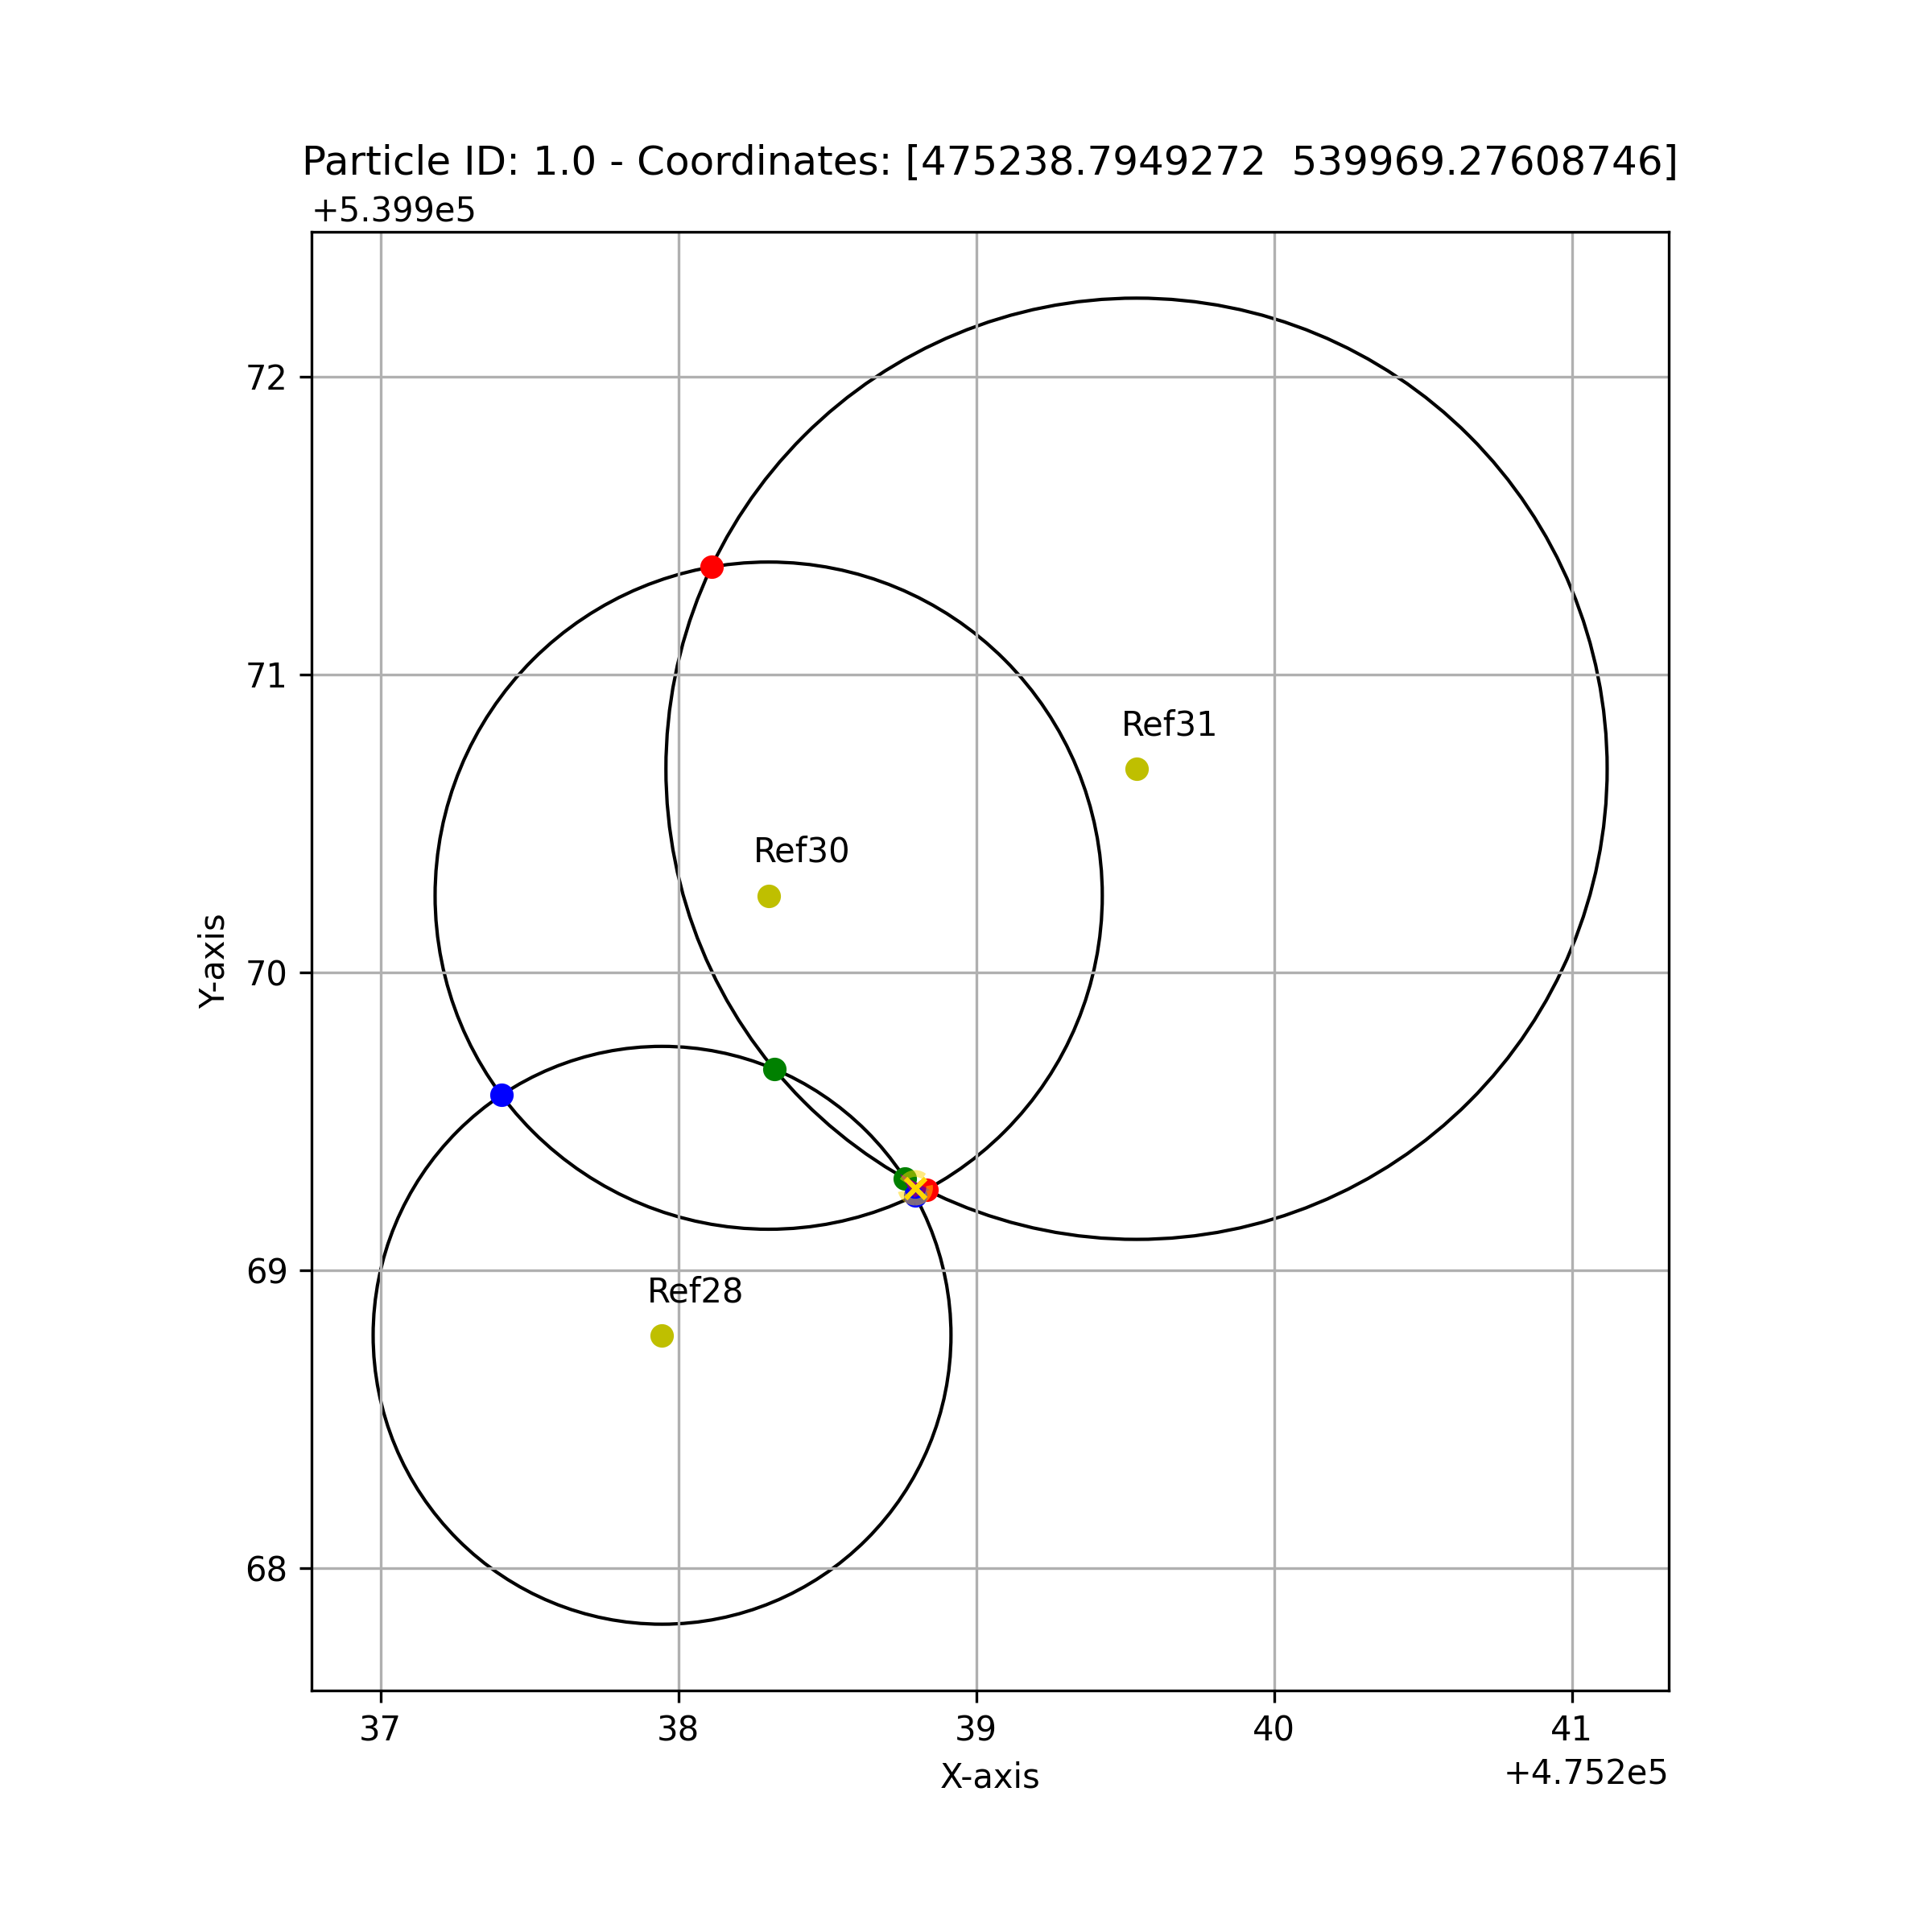 Particle ID: 1.0 - Coordinates: [475238.7949272  539969.27608746]
+5.399e5
72
71
Ref31
Ref30
Y-axis
70
69
Ref28
68
37 38 39 40 41
X-axis
+4.752e5